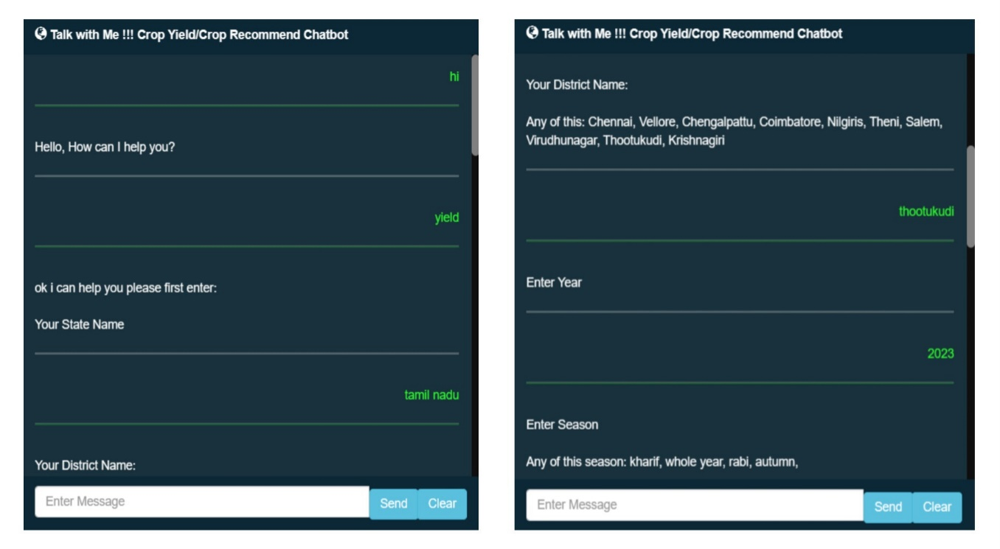 Talk with Me !!! Crop Yield/Crop Recommend Chatbot
hi
Hello, How can I help you?
yield
ok i can help you please first enter:
Your State Name
tamil nadu
Your District Name:
Enter Message
Send
Clear
Talk with Me !!! Crop Yield/Crop Recommend Chatbot
Your District Name:
Any of this: Chennai, Vellore, Chengalpattu, Coimbatore, Nilgiris, Theni, Salem,
Virudhunagar, Thootukudi, Krishnagiri
thootukudi
Enter Year
2023
Enter Season
Any of this season: kharif, whole year, rabi, autumn,
Enter Message
Send
Clear